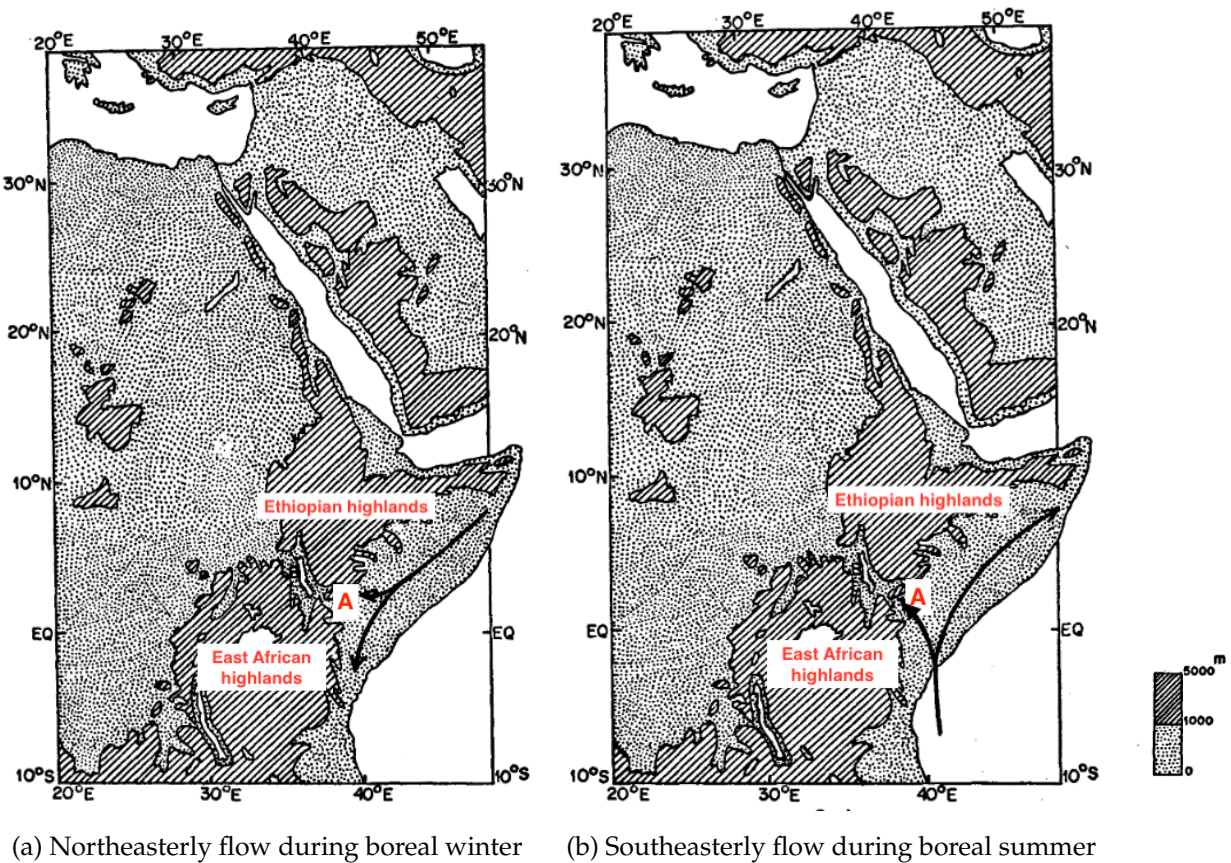 20°E 30°E 40°E 50°E
30°N 30°N
20°N 20°N
10°N 10°N
Ethiopian highlands
A
EQ EQ
East African
highlands
10°S 10°S
20°E 30°E 40°E
(a) Northeasterly flow during boreal winter
20°E 30°E 40°E 50°E
30°N 30°N
20°N 20°N
10°N
Ethiopian highlands
A
EQ EQ
East African
highlands
10°S 10°S
20°E 30°E 40°E
(b) Southeasterly flow during boreal summer
m
5000
1000
0